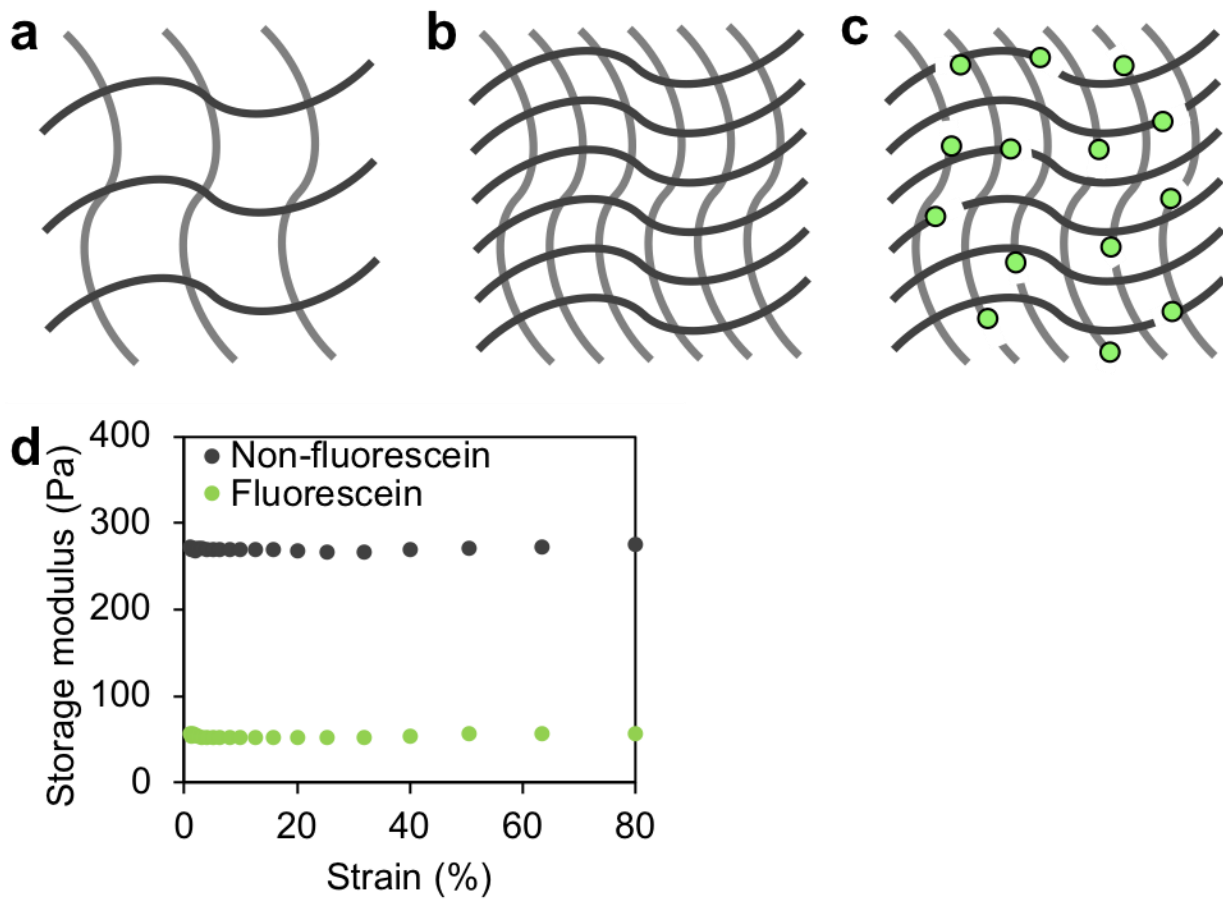 a
b
c
d
Storage modulus (Pa)
400
300
200
100
0
Non-fluorescein
Fluorescein
0 20 40 60 80
Strain (%)